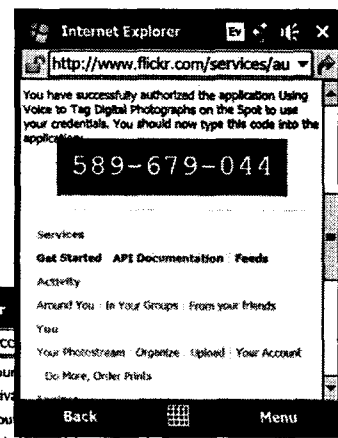 Internet Explorer
Ev
http://www.flickr.com/services/au
You have successfully authorized the application Using
Voice to Tag Digital Photographs on the Spot to use
your credentials. You should now type this code into the
application:
589-679-044
Services
Get Started API Documentation Feeds
Activity
Around You In Your Groups From your friends
You
Your Photostream Organize Upload Your Account
Do More, Order Prints
Back Menu